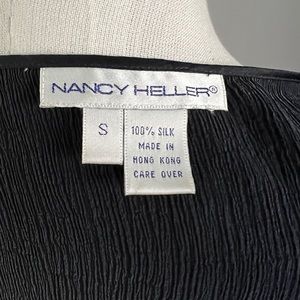 NANCY HELLER®
S
100% SILK
MADE IN
HONG KONG
CARE OVER